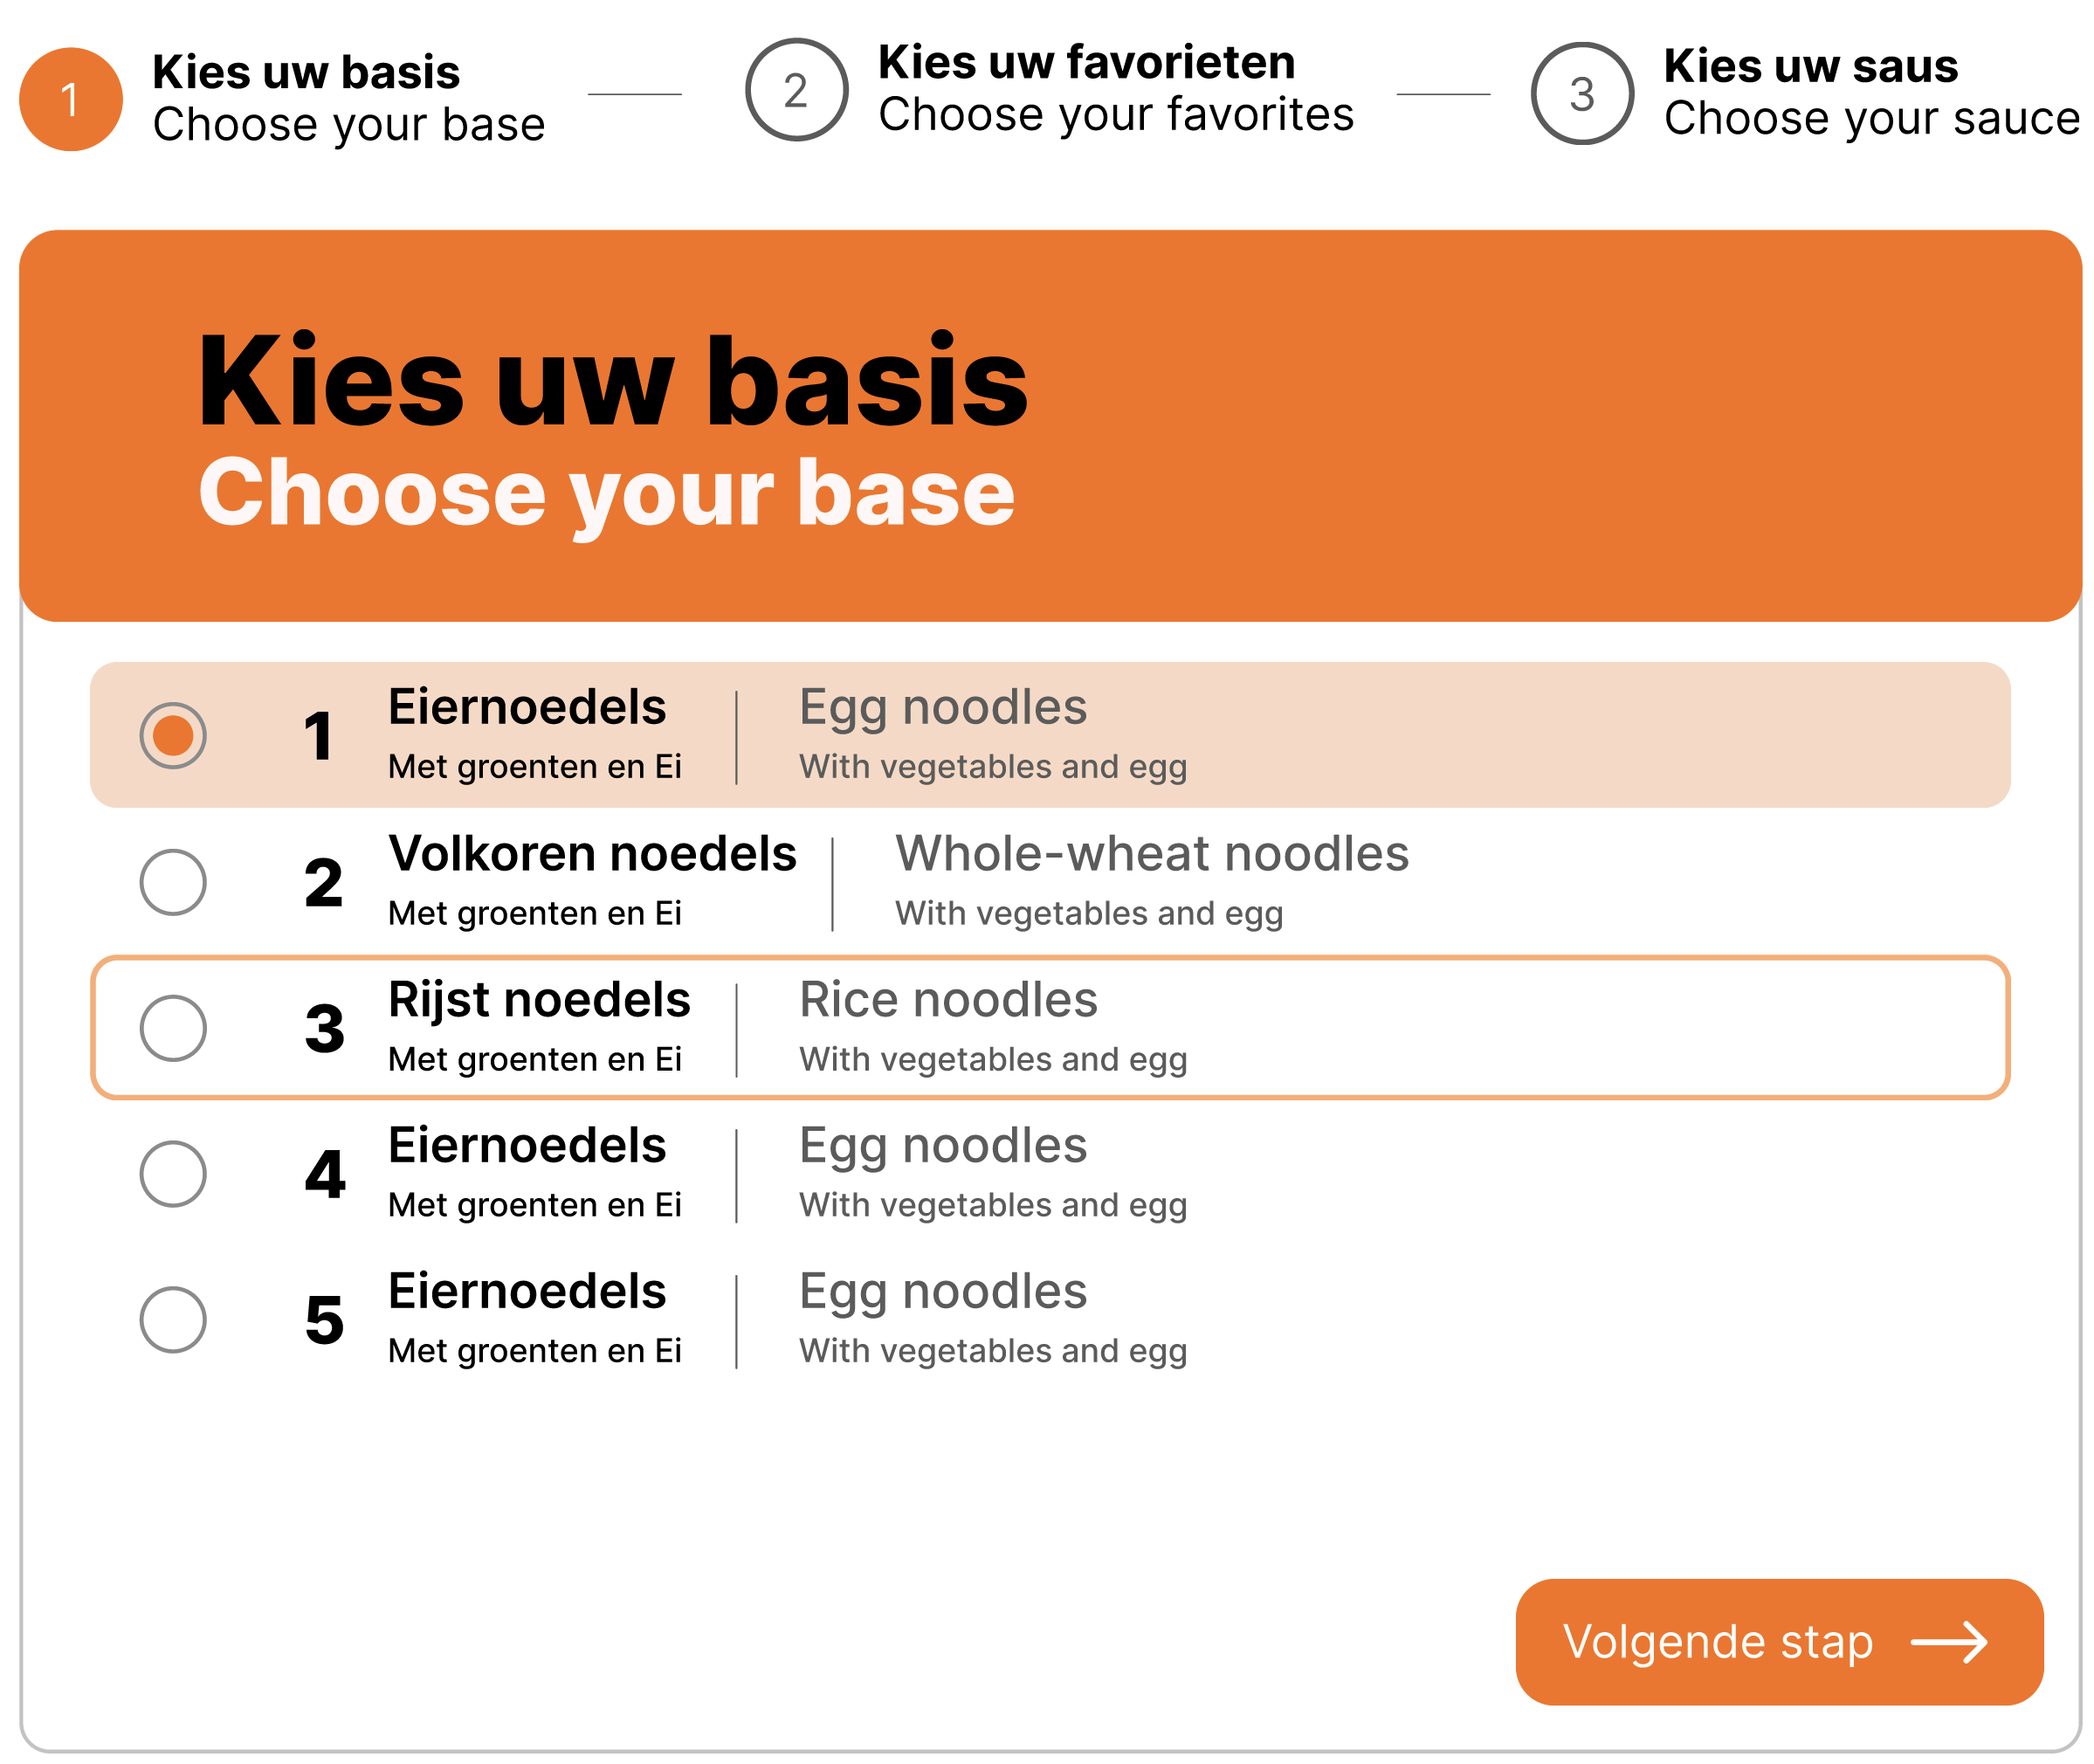 1
Kies uw basis
Choose your base
2
Kies uw favorieten
Choose your favorites
3
Kies uw saus
Choose your sauce
Kies uw basis
Choose your base
1
Eiernoedels
Met groenten en Ei
Egg noodles
With vegetables and egg
2
Volkoren noedels
Met groenten en Ei
Whole-wheat noodles
With vegetables and egg
3
Rijst noedels
Met groenten en Ei
Rice noodles
With vegetables and egg
4
Eiernoedels
Met groenten en Ei
Egg noodles
With vegetables and egg
5
Eiernoedels
Met groenten en Ei
Egg noodles
With vegetables and egg
Volgende stap